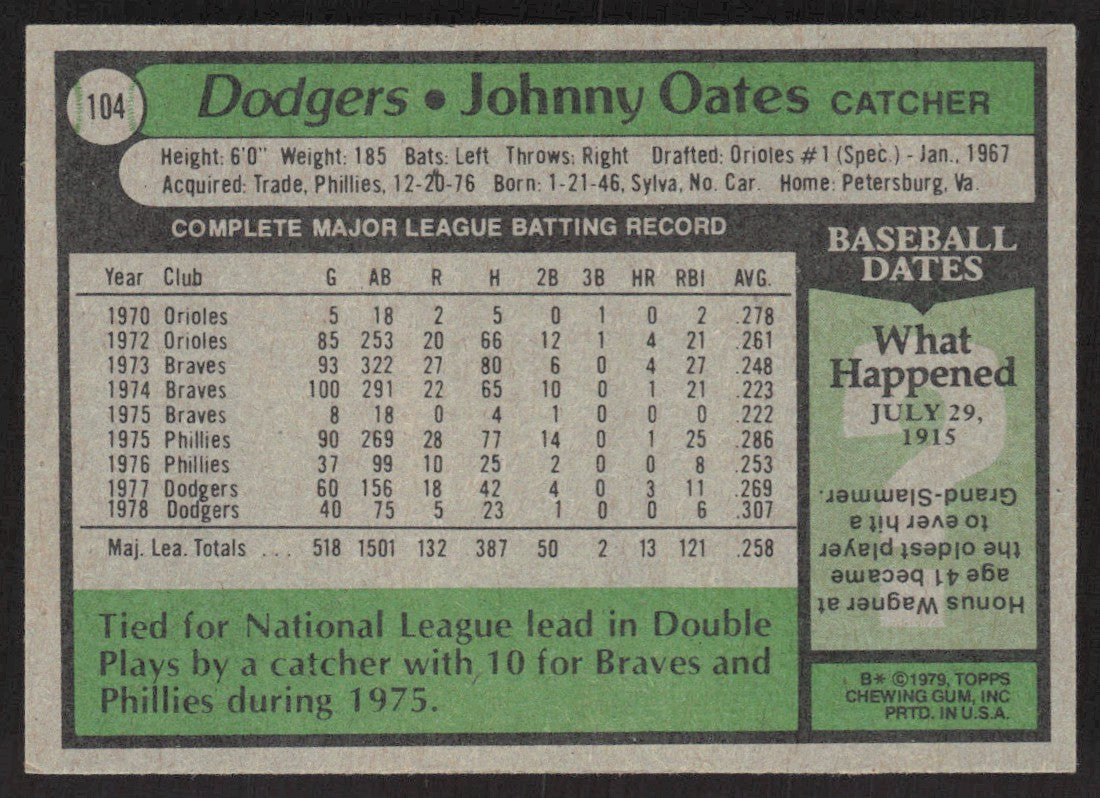 104
Dodgers • Johnny Oates CATCHER
Height: 6'0" Weight: 185 Bats: Left Throws: Right Drafted: Orioles #1 (Spec.) - Jan., 1967
Acquired: Trade, Phillies, 12-20-76 Born: 1-21-46, Sylva, No. Car. Home: Petersburg, Va.
COMPLETE MAJOR LEAGUE BATTING RECORD
Year Club G AB R H 2B 3B HR RBI AVG.
1970 Orioles 5 18 2 5 0 1 0 2 .278
1972 Orioles 85 253 20 66 12 1 4 21 .261
1973 Braves 93 322 27 80 6 0 4 27 .248
1974 Braves 100 291 22 65 10 0 1 21 .223
1975 Braves 8 18 0 4 1 0 0 0 .222
1975 Phillies 90 269 28 77 14 0 1 25 .286
1976 Phillies 37 99 10 25 2 0 0 8 .253
1977 Dodgers 60 156 18 42 4 0 3 11 .269
1978 Dodgers 40 75 5 23 1 0 0 6 .307
Maj. Lea. Totals ... 518 1501 132 387 50 2 13 121 .258
Tied for National League lead in Double
Plays by a catcher with 10 for Braves and
Phillies during 1975.
BASEBALL
DATES
What
Happened
JULY 29,
1915
?
Honus Wagner at
age 41 became
the oldest played
to ever hit a
Grand-Slammer.
B* ©1979, TOPPS
CHEWING GUM, INC
PRTD. IN U.S.A.